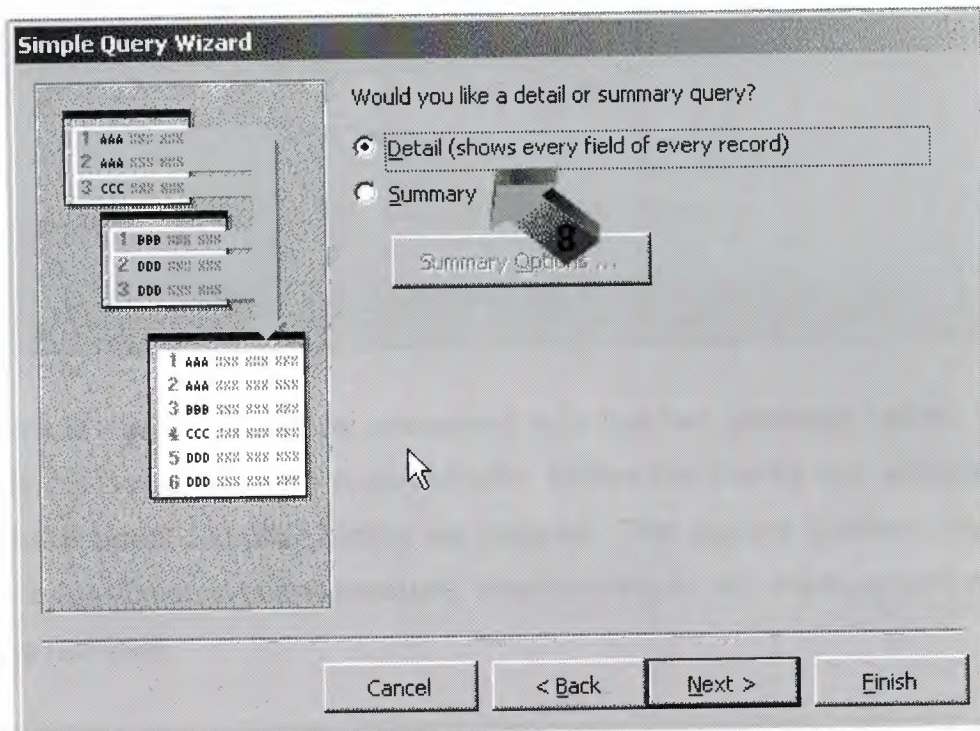 Simple Query Wizard
Would you like a detail or summary query?
Detail (shows every field of every record)
Summary
8
Summary Options ...
1 AAA
2 AAA
3 CCC
1 BBB
2 DDD
3 DDD
1 AAA
2 AAA
3 BBB
4 CCC
5 DDD
6 DDD
Cancel
< Back
Next >
Finish